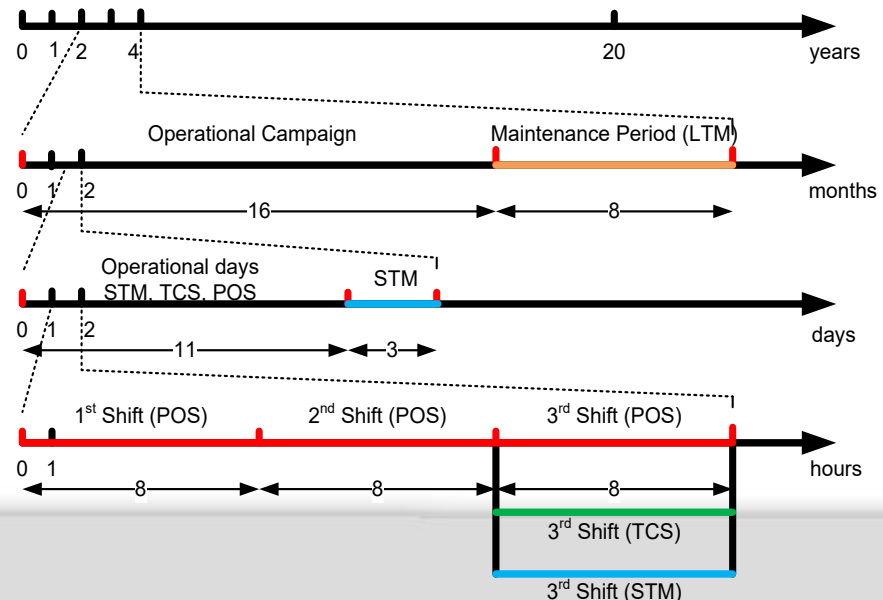 0 1 2 4 20
years
Operational Campaign Maintenance Period (LTM)
0 1 2
months
16 8
Operational days
STM, TCS, POS
STM
0 1 2
days
11 3
1st Shift (POS) 2nd Shift (POS) 3rd Shift (POS)
0 1
hours
8 8 8
3rd Shift (TCS)
3rd Shift (STM)